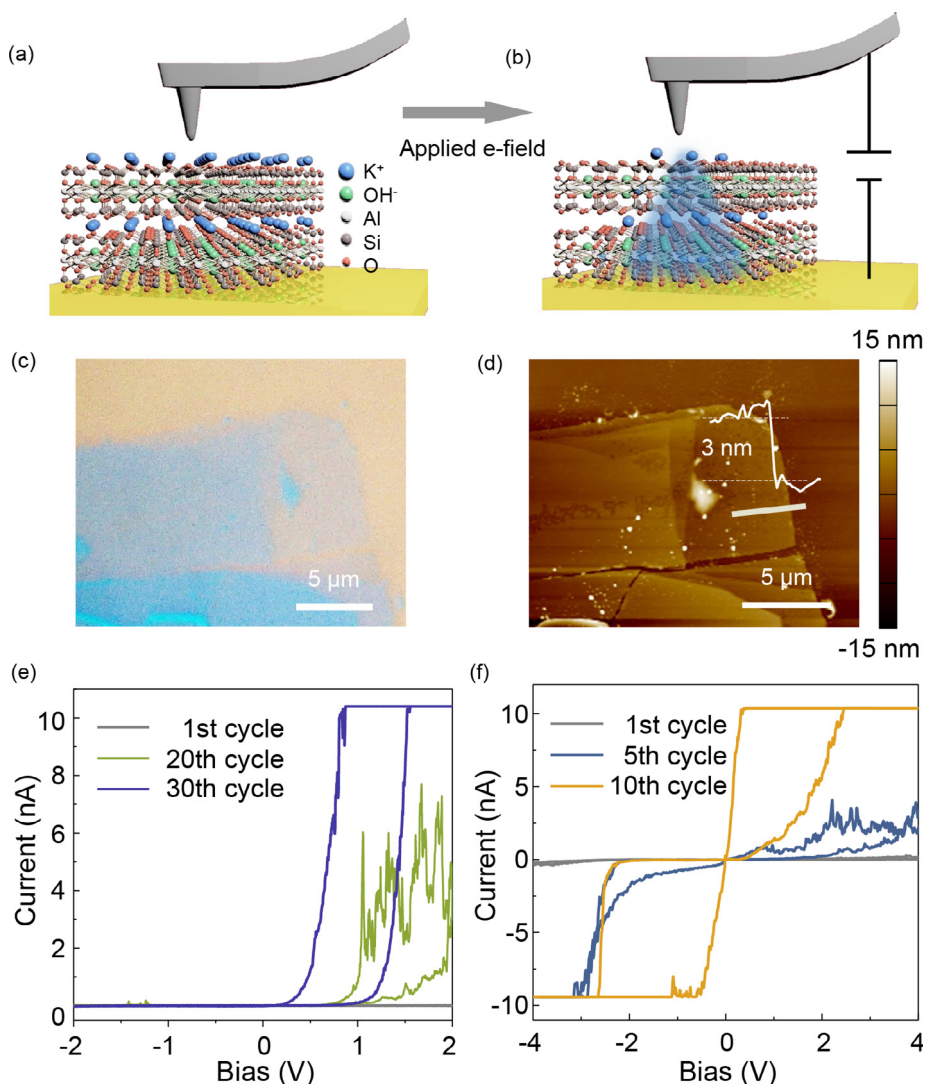 (a)
(b)
Applied e-field
K⁺
OH⁻
Al
Si
O
(c)
5 μm
(d)
3 nm
5 μm
15 nm
-15 nm
(e)
1st cycle
20th cycle
30th cycle
10
8
6
4
2
0
Current (nA)
-2
-1
0
1
2
Bias (V)
(f)
1st cycle
5th cycle
10th cycle
10
5
0
-5
-10
Current (nA)
-4
-2
0
2
4
Bias (V)